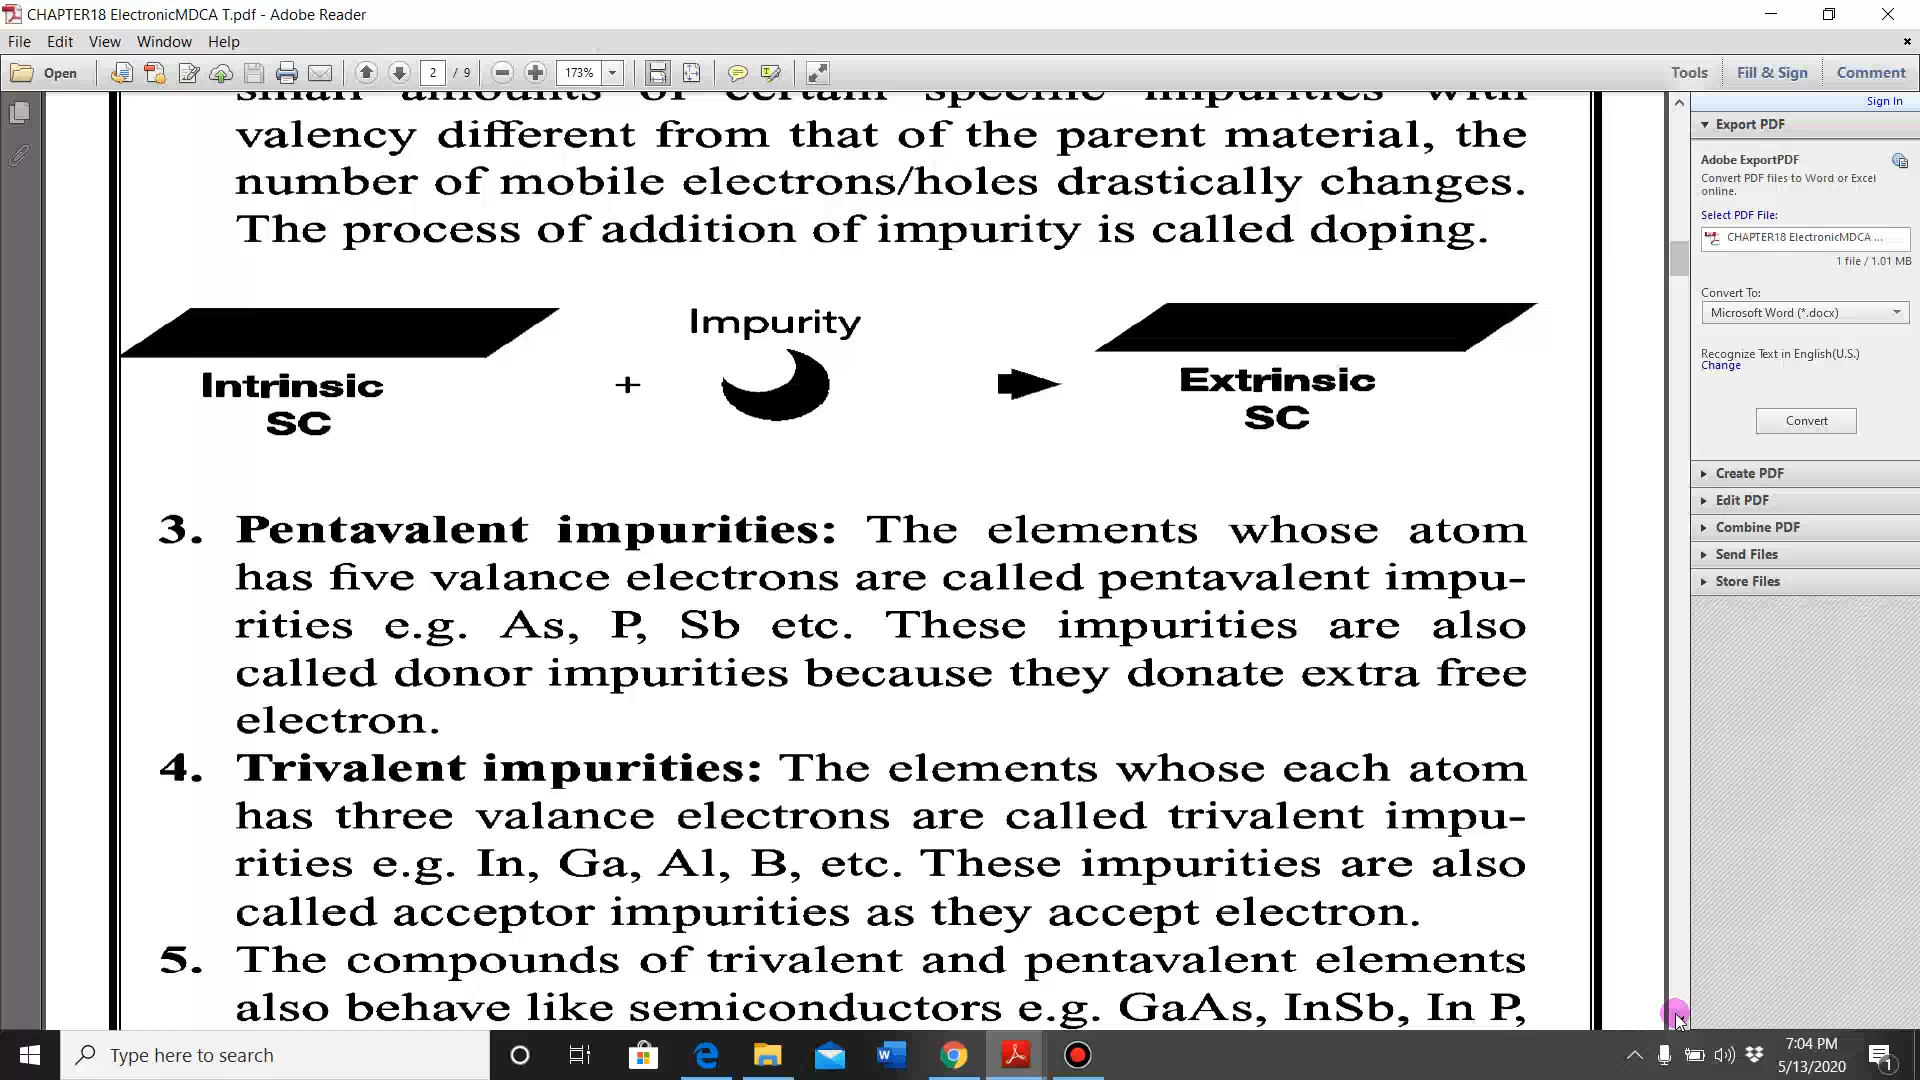 CHAPTER18 ElectronicMDCA T.pdf - Adobe Reader
File Edit View Window Help
Open 2 / 9 173% Tools Fill & Sign Comment
Sign In
Export PDF
Adobe ExportPDF
Convert PDF files to Word or Excel
online.
Select PDF File:
CHAPTER18 ElectronicMDCA ...
1 file / 1.01 MB
Convert To:
Microsoft Word (*.docx)
Recognize Text in English(U.S.)
Change
Convert
Create PDF
Edit PDF
Combine PDF
Send Files
Store Files
small amounts of certain specific impurities with
valency different from that of the parent material, the
number of mobile electrons/holes drastically changes.
The process of addition of impurity is called doping.
Impurity
Intrinsic + Extrinsic
SC SC
3. Pentavalent impurities: The elements whose atom
has five valance electrons are called pentavalent impu-
rities e.g. As, P, Sb etc. These impurities are also
called donor impurities because they donate extra free
electron.
4. Trivalent impurities: The elements whose each atom
has three valance electrons are called trivalent impu-
rities e.g. In, Ga, Al, B, etc. These impurities are also
called acceptor impurities as they accept electron.
5. The compounds of trivalent and pentavalent elements
also behave like semiconductors e.g. GaAs, InSb, In P,
Type here to search
7:04 PM
5/13/2020
1